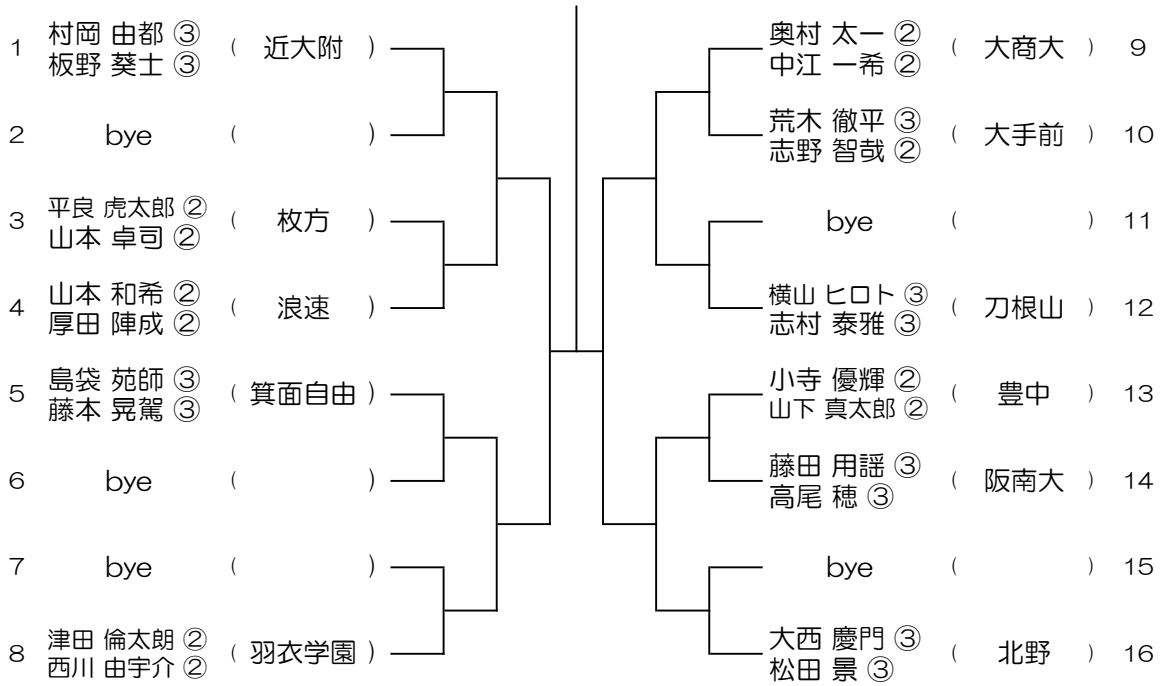 1 村岡 由都 ③ ( 近大附 )
板野 葵士 ③
2 bye ( )
3 平良 虎太郎 ② ( 枚方 )
山本 卓司 ②
4 山本 和希 ② ( 浪速 )
厚田 陣成 ②
5 島袋 苑師 ③ ( 箕面自由 )
藤本 晃駕 ③
6 bye ( )
7 bye ( )
8 津田 倫太朗 ② ( 羽衣学園 )
西川 由宇介 ②
奥村 太一 ② ( 大商大 ) 9
中江 一希 ②
荒木 徹平 ③ ( 大手前 ) 10
志野 智哉 ②
bye ( ) 11
横山 ヒロト ③ ( 刀根山 ) 12
志村 泰雅 ③
小寺 優輝 ② ( 豊中 ) 13
山下 真太郎 ②
藤田 用謡 ③ ( 阪南大 ) 14
高尾 穂 ③
bye ( ) 15
大西 慶門 ③ ( 北野 ) 16
松田 景 ③